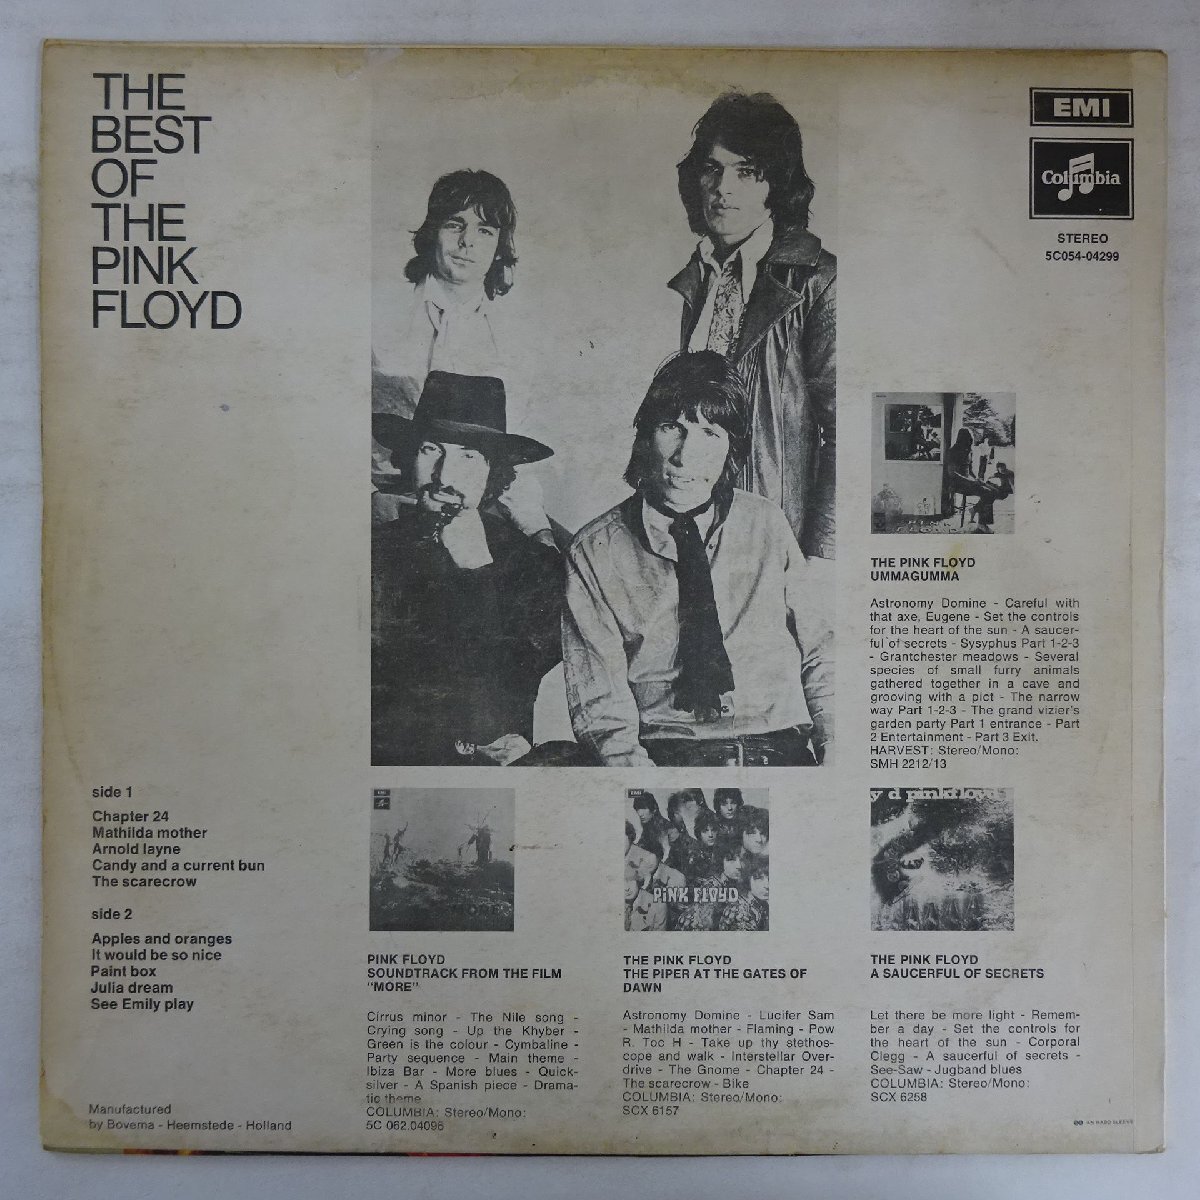 THE
BEST
OF
THE
PINK
FLOYD
EMI
Columbia
STEREO
5C054-04299
THE PINK FLOYD
UMMAGUMMA
Astronomy Domine - Careful with
that axe, Eugene - Set the controls
for the heart of the sun - A saucer-
ful of secrets - Sysyphus Part 1-2-3
- Grantchester meadows - Several
species of small furry animals
gathered together in a cave and
grooving with a pict - The narrow
way Part 1-2-3 - The grand vizier's
garden party Part 1 entrance - Part
2 Entertainment - Part 3 Exit.
HARVEST: Stereo/Mono:
SMH 2212/13
side 1
Chapter 24
Mathilda mother
Arnold layne
Candy and a current bun
The scarecrow
side 2
Apples and oranges
It would be so nice
Paint box
Julia dream
See Emily play
Manufactured
by Bovema - Heemstede - Holland
PINK FLOYD
SOUNDTRACK FROM THE FILM
"MORE"
Cirrus minor - The Nile song -
Crying song - Up the Khyber -
Green is the colour - Cymbaline -
Party sequence - Main theme -
Ibiza Bar - More blues - Quick-
silver - A Spanish piece - Drama-
tic theme
COLUMBIA: Stereo/Mono:
5C 062.04096
PINK FLOYD
THE PINK FLOYD
THE PIPER AT THE GATES OF
DAWN
Astronomy Domine - Lucifer Sam
- Mathilda mother - Flaming - Pow
R. Toc H - Take up thy stethos-
cope and walk - Interstellar Over-
drive - The Gnome - Chapter 24 -
The scarecrow - Bike
COLUMBIA: Stereo/Mono:
SCX 6157
y d pinkfloyd
THE PINK FLOYD
A SAUCERFUL OF SECRETS
Let there be more light - Remem-
ber a day - Set the controls for
the heart of the sun - Corporal
Clegg - A saucerful of secrets -
See-Saw - Jugband blues
COLUMBIA: Stereo/Mono:
SCX 6258